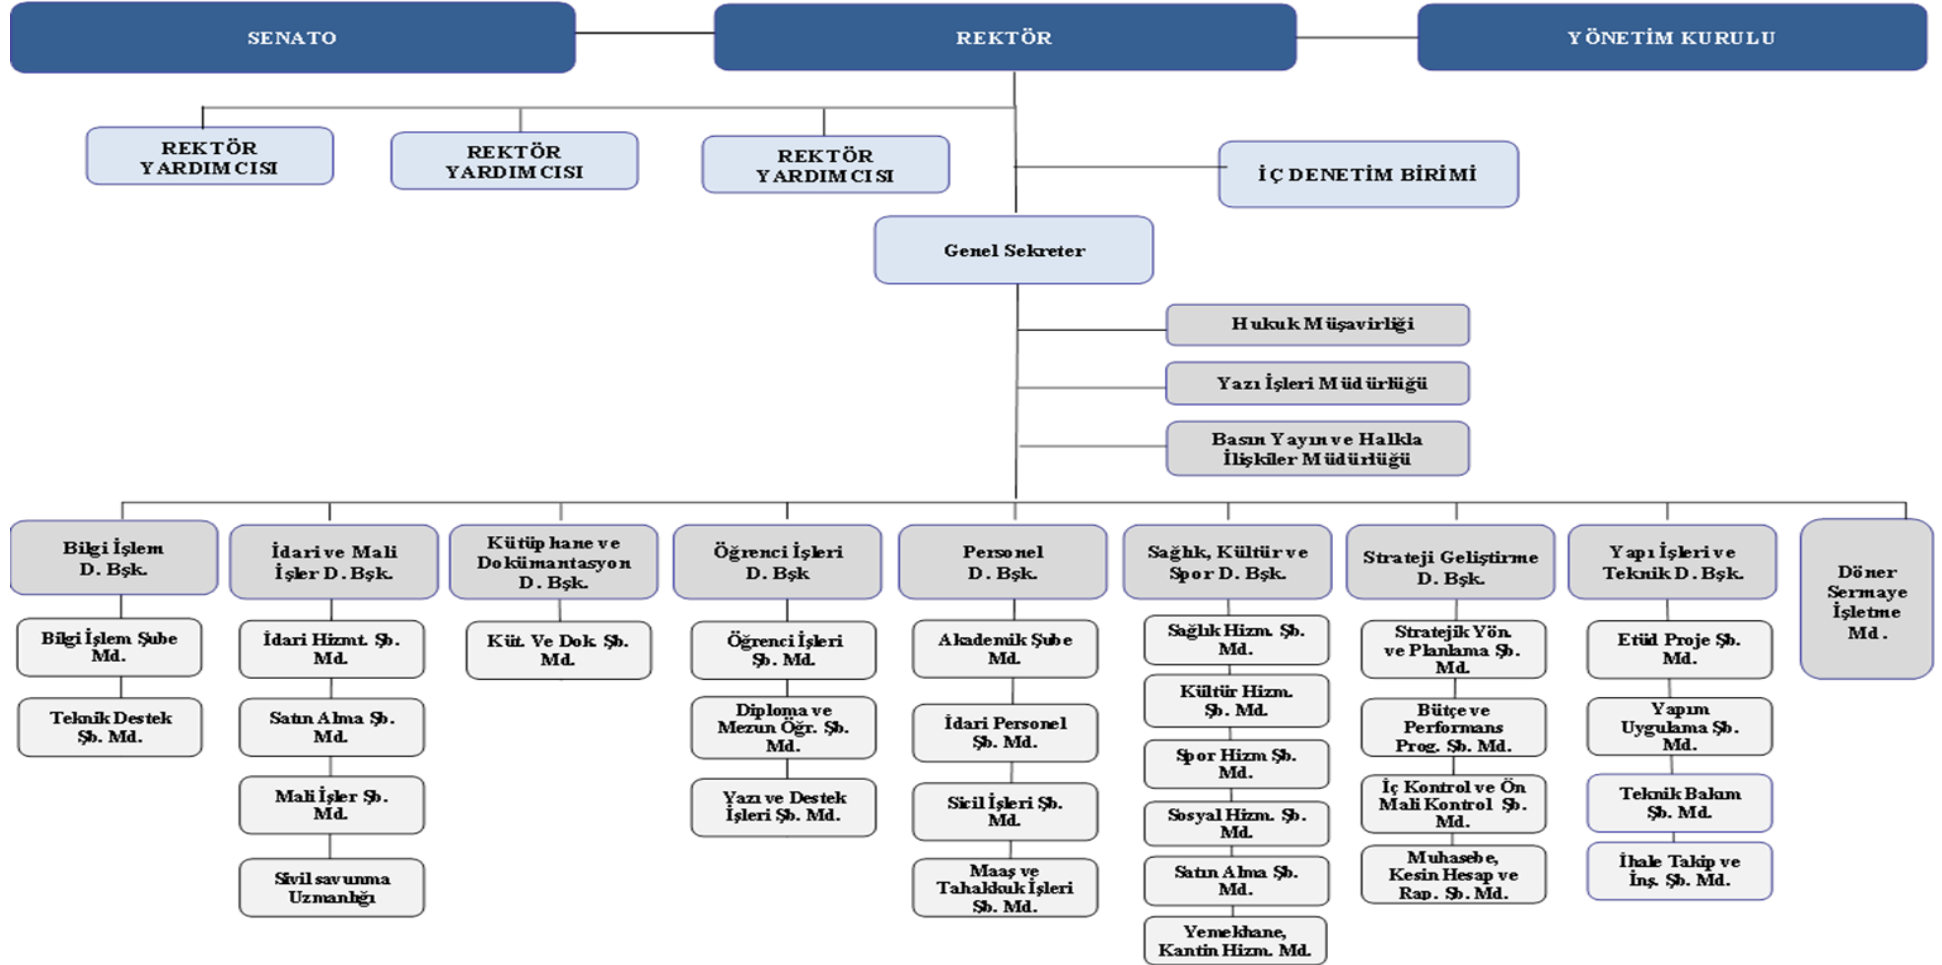 SENATO
REKTÖR
YÖNETİM KURULU
REKTÖR
YARDIMCISI
REKTÖR
YARDIMCISI
REKTÖR
YARDIMCISI
İÇ DENETİM BİRİMİ
Genel Sekreter
Hukuk Müşavirliği
Yazı İşleri Müdürlüğü
Basın Yayın ve Halkla
İlişkiler Müdürlüğü
Bilgi İşlem
D. Bşk.
İdari ve Mali
İşler D. Bşk.
Kütüphane ve
Dokümantasyon
D. Bşk.
Öğrenci İşleri
D. Bşk
Personel
D. Bşk.
Sağlık, Kültür ve
Spor D. Bşk.
Strateji Geliştirme
D. Bşk.
Yapı İşleri ve
Teknik D. Bşk.
Döner
Sermaye
İşletme
Md.
Bilgi İşlem Şube
Md.
Teknik Destek
Şb. Md.
İdari Hizmt. Şb.
Md.
Satın Alma Şb.
Md.
Mali İşler Şb.
Md.
Sivil savunma
Uzmanlığı
Küt. Ve Dok. Şb.
Md.
Öğrenci İşleri
Şb. Md.
Diploma ve
Mezun Öğr. Şb.
Md.
Yazı ve Destek
İşleri Şb. Md.
Akademik Şube
Md.
İdari Personel
Şb. Md.
Sicil İşleri Şb.
Md.
Maaş ve
Tahakkuk İşleri
Şb. Md.
Sağlık Hizm. Şb.
Md.
Kültür Hizm.
Şb. Md.
Spor Hizm Şb.
Md.
Sosyal Hizm. Şb.
Md.
Satın Alma Şb.
Md.
Yemekhane,
Kantin Hizm. Md.
Stratejik Yön.
ve Planlama Şb.
Md.
Bütçe ve
Performans
Prog. Şb. Md.
İç Kontrol ve Ön
Mali Kontrol Şb.
Md.
Muhasebe,
Kesin Hesap ve
Rap. Şb. Md.
Etüd Proje Şb.
Md.
Yapım
Uygulama Şb.
Md.
Teknik Bakım
Şb. Md.
İhale Takip ve
İnş. Şb. Md.